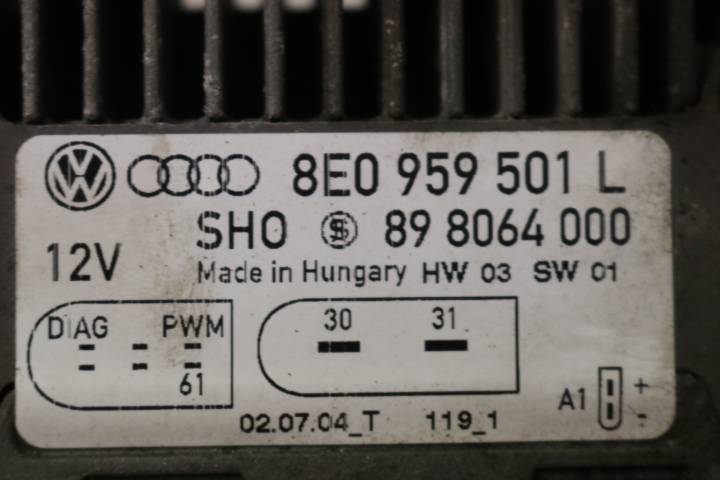 8E0 959 501 L
SHO 89 8064 000
12V
Made in Hungary HW 03 SW 01
DIAG PWM
61
30 31
A1 + -
02.07.04_T 119_1